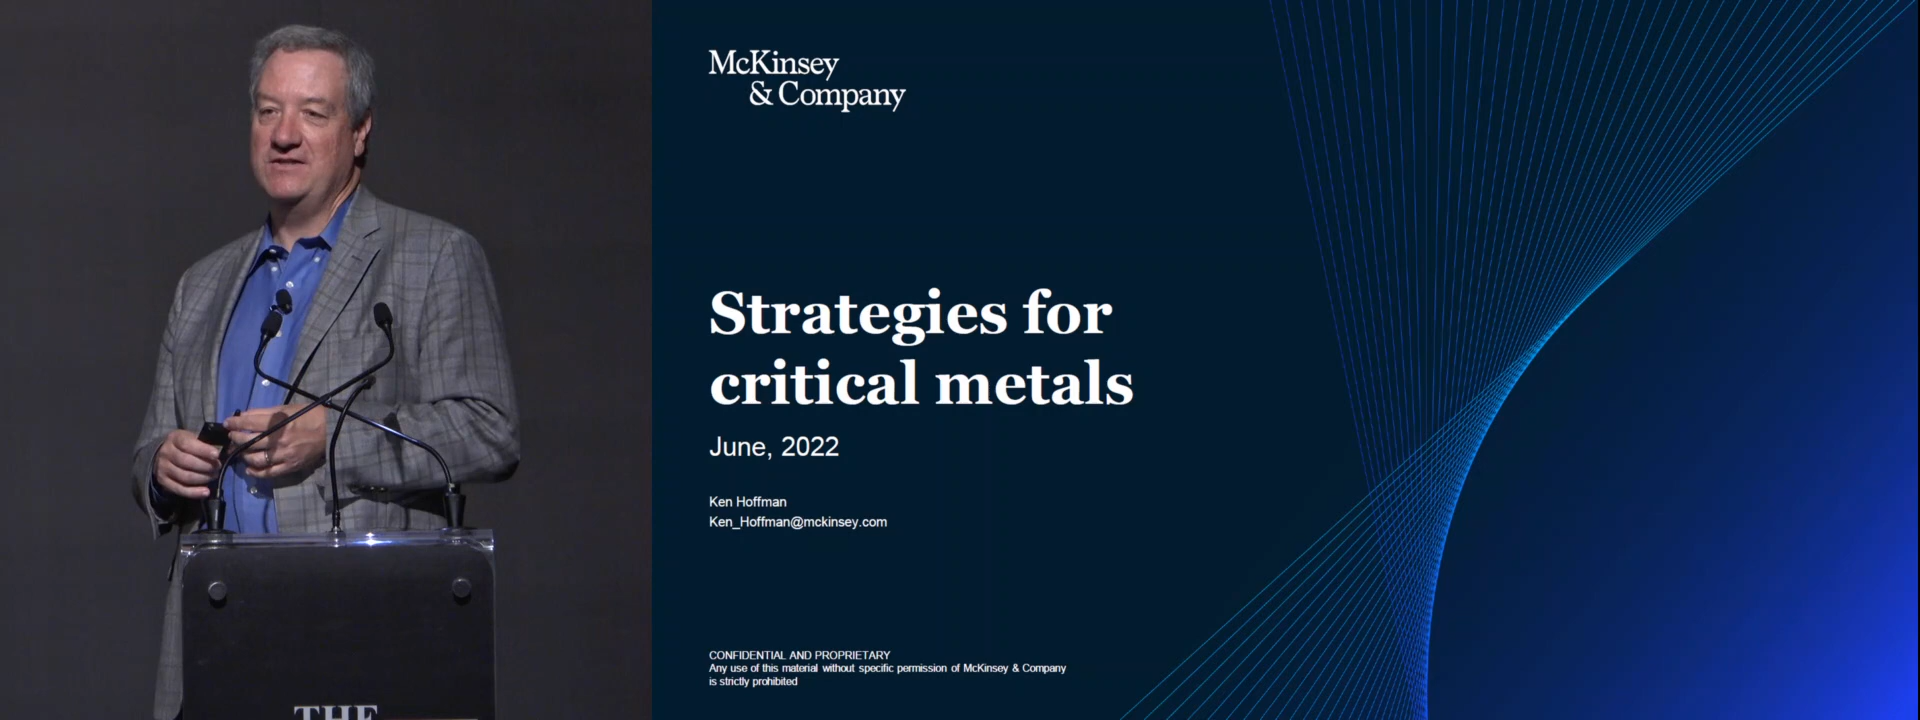 McKinsey
& Company
Strategies for
critical metals
June, 2022
Ken Hoffman
Ken_Hoffman@mckinsey.com
CONFIDENTIAL AND PROPRIETARY
Any use of this material without specific permission of McKinsey & Company
is strictly prohibited
THE